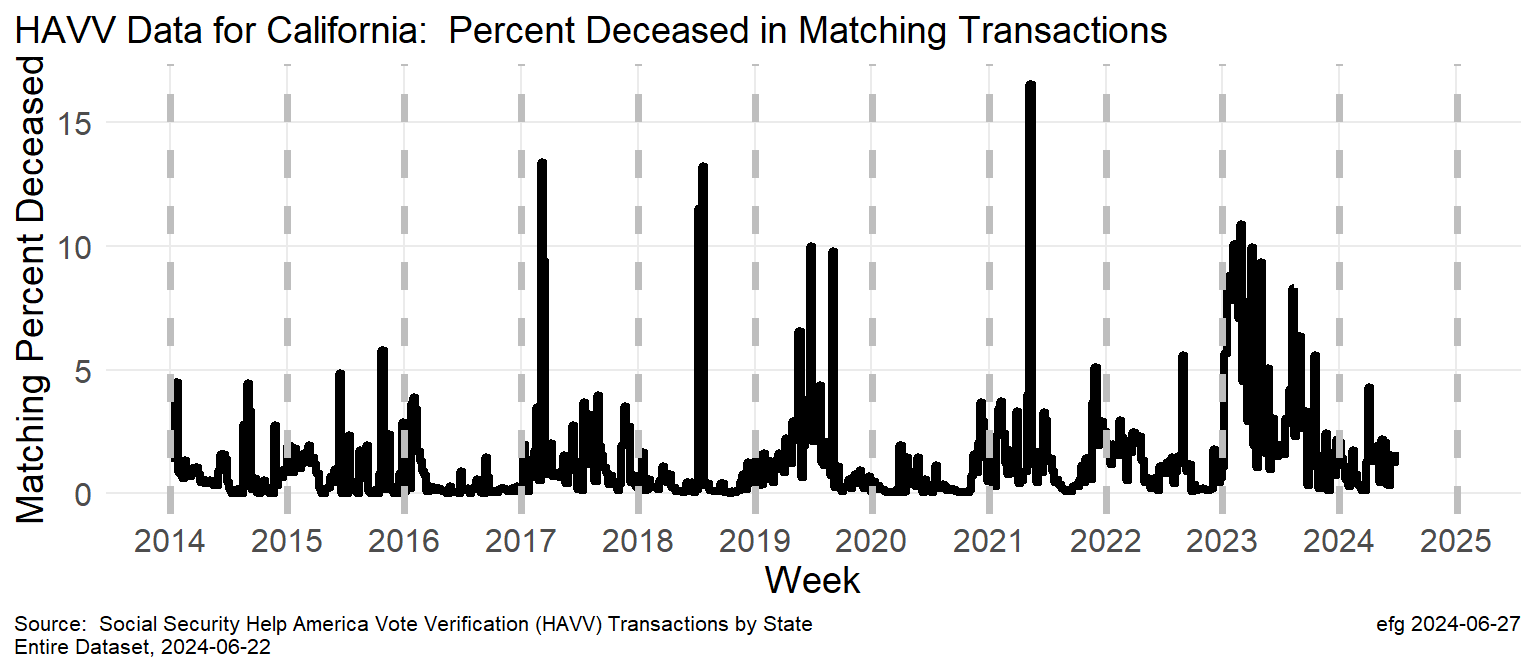 HAVV Data for California:  Percent Deceased in Matching Transactions
Matching Percent Deceased
15
10
5
0
2014 2015 2016 2017 2018 2019 2020 2021 2022 2023 2024 2025
Week
Source:  Social Security Help America Vote Verification (HAVV) Transactions by State
Entire Dataset, 2024-06-22
efg 2024-06-27